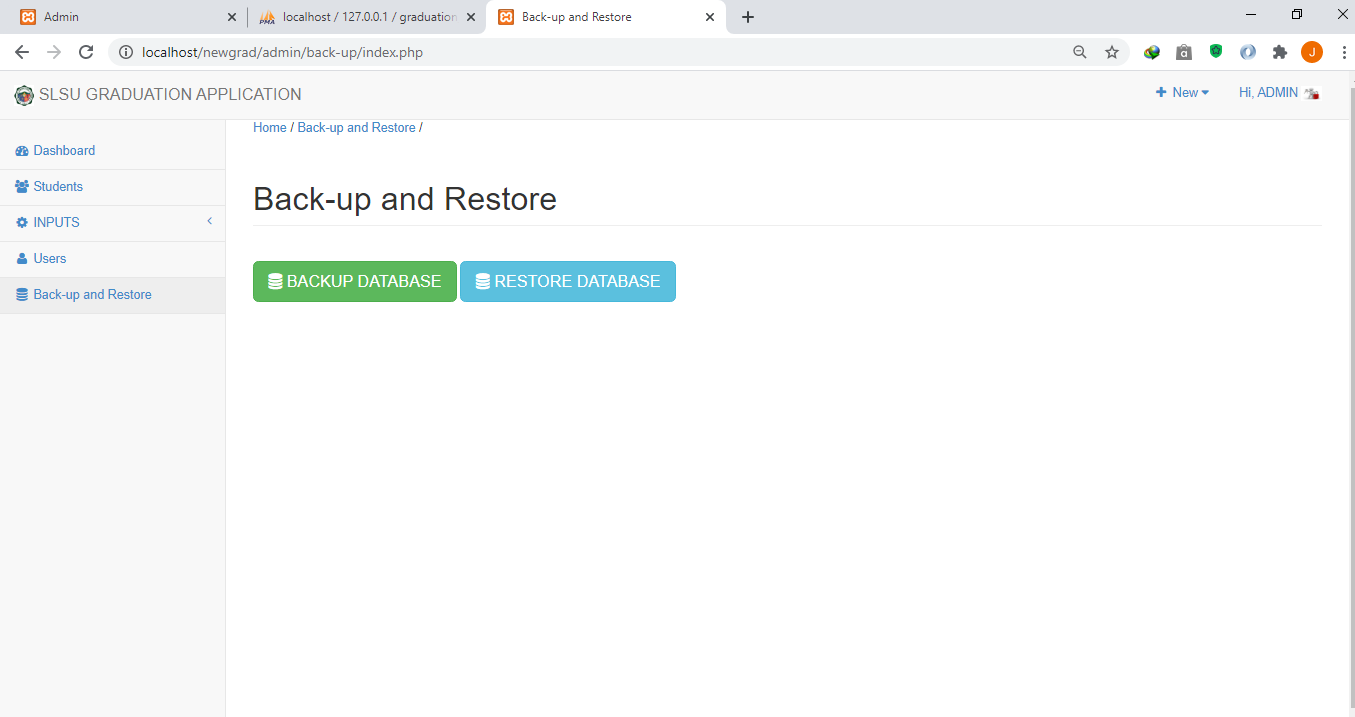 Admin
localhost / 127.0.0.1 / graduation
Back-up and Restore
localhost/newgrad/admin/back-up/index.php
J
SLSU GRADUATION APPLICATION
New
Hi, ADMIN
Home / Back-up and Restore /
Dashboard
Students
INPUTS
Users
Back-up and Restore
Back-up and Restore
BACKUP DATABASE
RESTORE DATABASE